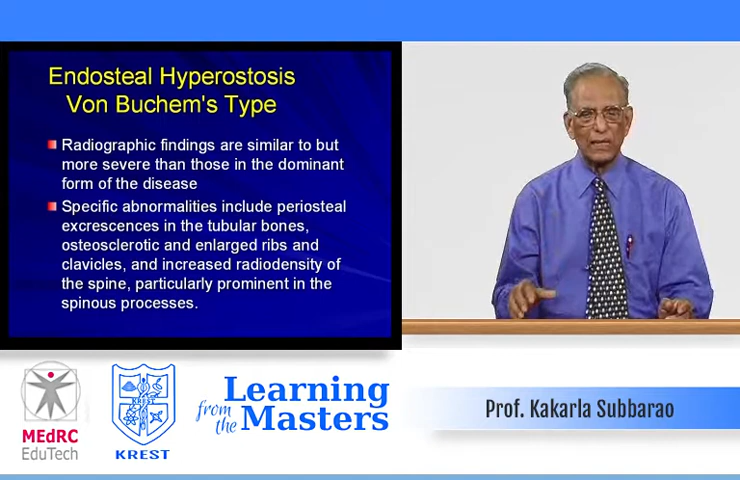 Endosteal Hyperostosis
Von Buchem's Type
Radiographic findings are similar to but
more severe than those in the dominant
form of the disease
Specific abnormalities include periosteal
excrescences in the tubular bones,
osteosclerotic and enlarged ribs and
clavicles, and increased radiodensity of
the spine, particularly prominent in the
spinous processes.
MEdRC
EduTech
KREST
KREST
Learning
from the
Masters
Prof. Kakarla Subbarao